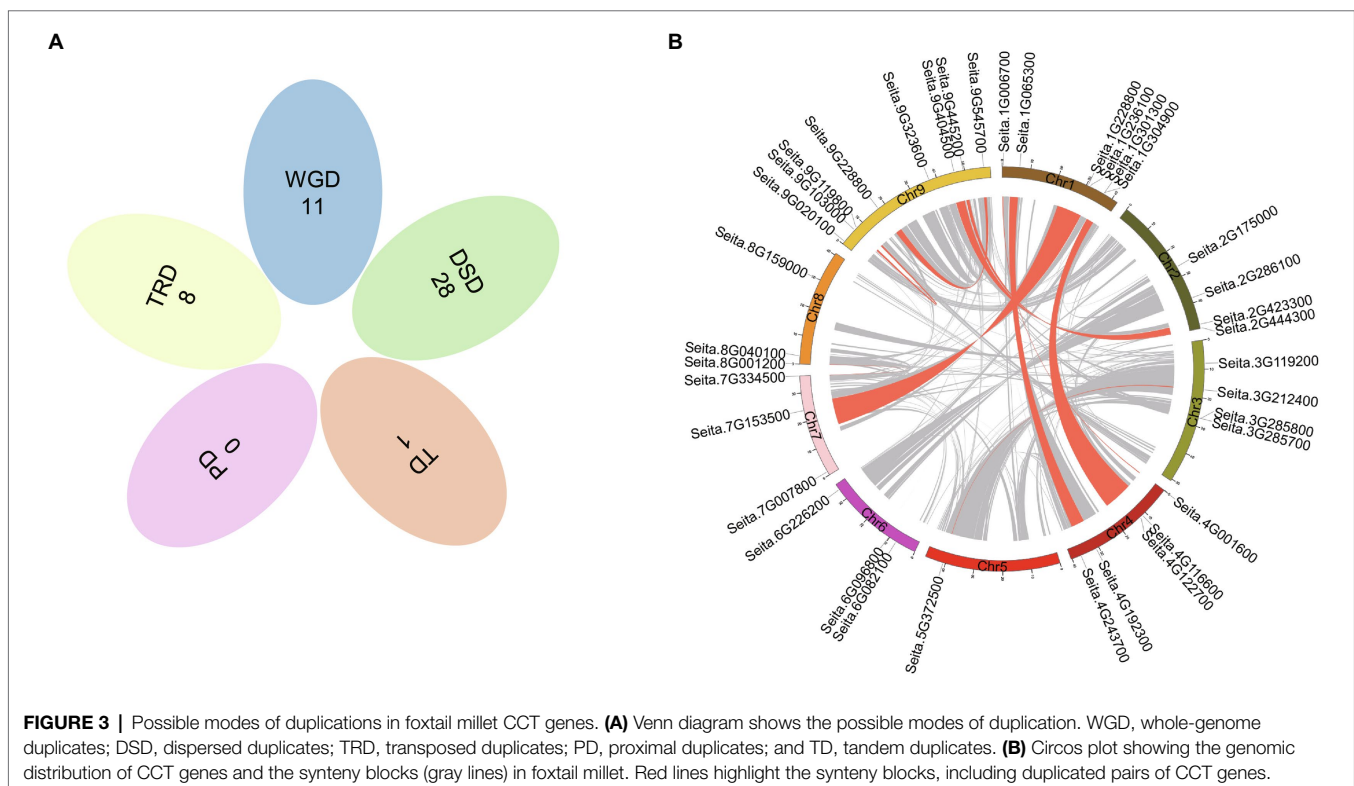 A
WGD
11
DSD
28
TD
1
PD
0
TRD
8
B
Seita.1G006700
Seita.1G065300
Seita.1G228800
Seita.1G236100
Seita.1G301300
Seita.1G304900
Seita.2G175000
Seita.2G286100
Seita.2G423300
Seita.2G444300
Seita.3G119200
Seita.3G212400
Seita.3G285800
Seita.3G285700
Seita.4G001600
Seita.4G116600
Seita.4G122700
Seita.4G192300
Seita.4G243700
Seita.5G372500
Seita.6G082100
Seita.6G096800
Seita.6G226200
Seita.7G007800
Seita.7G153500
Seita.7G334500
Seita.8G001200
Seita.8G040100
Seita.8G159000
Seita.9G020100
Seita.9G103000
Seita.9G119800
Seita.9G228800
Seita.9G323600
Seita.9G404500
Seita.9G445200
Seita.9G545700
Chr1
Chr2
Chr3
Chr4
Chr5
Chr6
Chr7
Chr8
Chr9
FIGURE 3 | Possible modes of duplications in foxtail millet CCT genes. (A) Venn diagram shows the possible modes of duplication. WGD, whole-genome
duplicates; DSD, dispersed duplicates; TRD, transposed duplicates; PD, proximal duplicates; and TD, tandem duplicates. (B) Circos plot showing the genomic
distribution of CCT genes and the synteny blocks (gray lines) in foxtail millet. Red lines highlight the synteny blocks, including duplicated pairs of CCT genes.